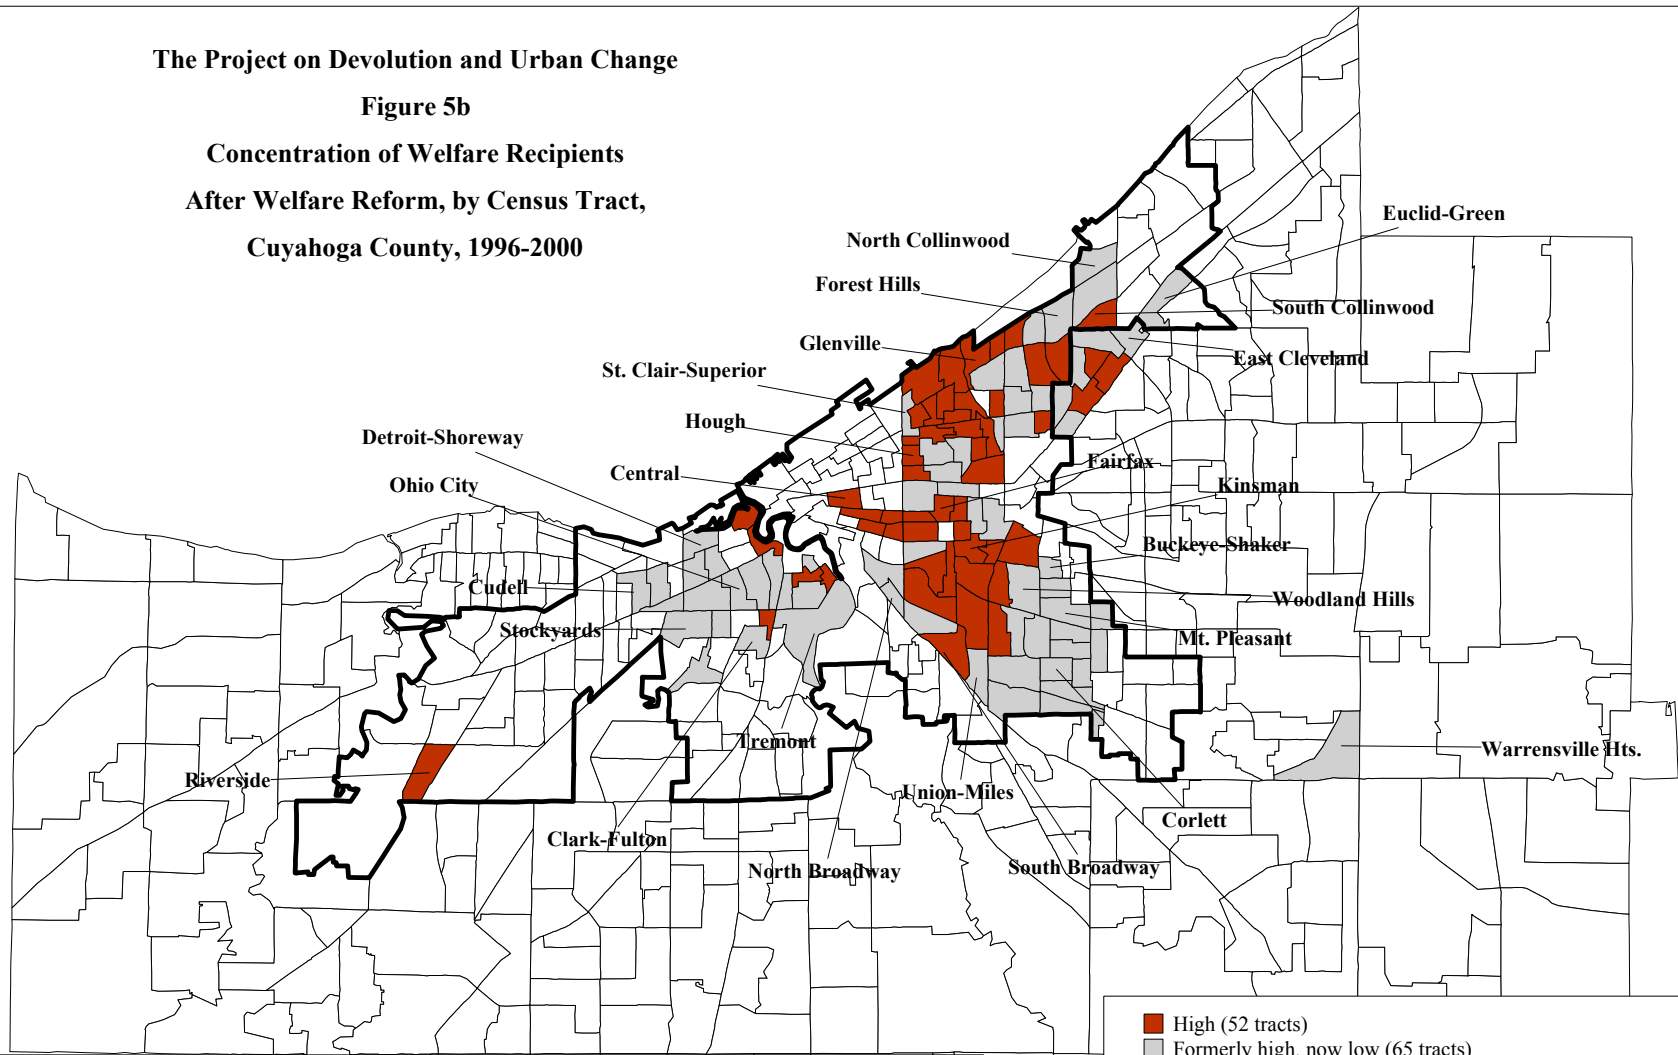 The Project on Devolution and Urban Change
Figure 5b
Concentration of Welfare Recipients
After Welfare Reform, by Census Tract,
Cuyahoga County, 1996-2000
Euclid-Green
North Collinwood
Forest Hills
South Collinwood
Glenville
East Cleveland
St. Clair-Superior
Hough
Detroit-Shoreway
Fairfax
Central
Ohio City
Kinsman
Buckeye-Shaker
Cudell
Woodland Hills
Stockyards
Mt. Pleasant
Tremont
Warrensville Hts.
Riverside
Union-Miles
Corlett
Clark-Fulton
South Broadway
North Broadway
High (52 tracts)
Formerly high, now low (65 tracts)